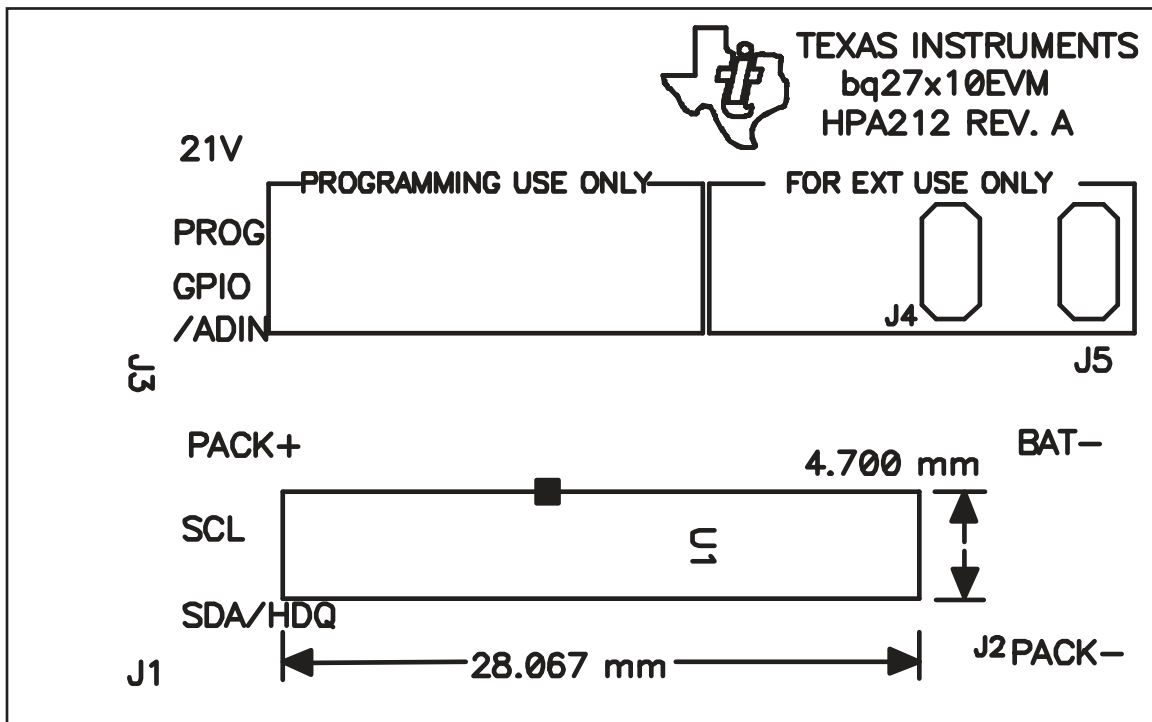 TEXAS INSTRUMENTS
bq27x10EVM
HPA212 REV. A
21V
PROGRAMMING USE ONLY
FOR EXT USE ONLY
PROG
GPIO
/ADIN
J4
J5
J3
PACK+
BAT-
4.700 mm
SCL
U1
SDA/HDQ
28.067 mm
J1
J2 PACK-